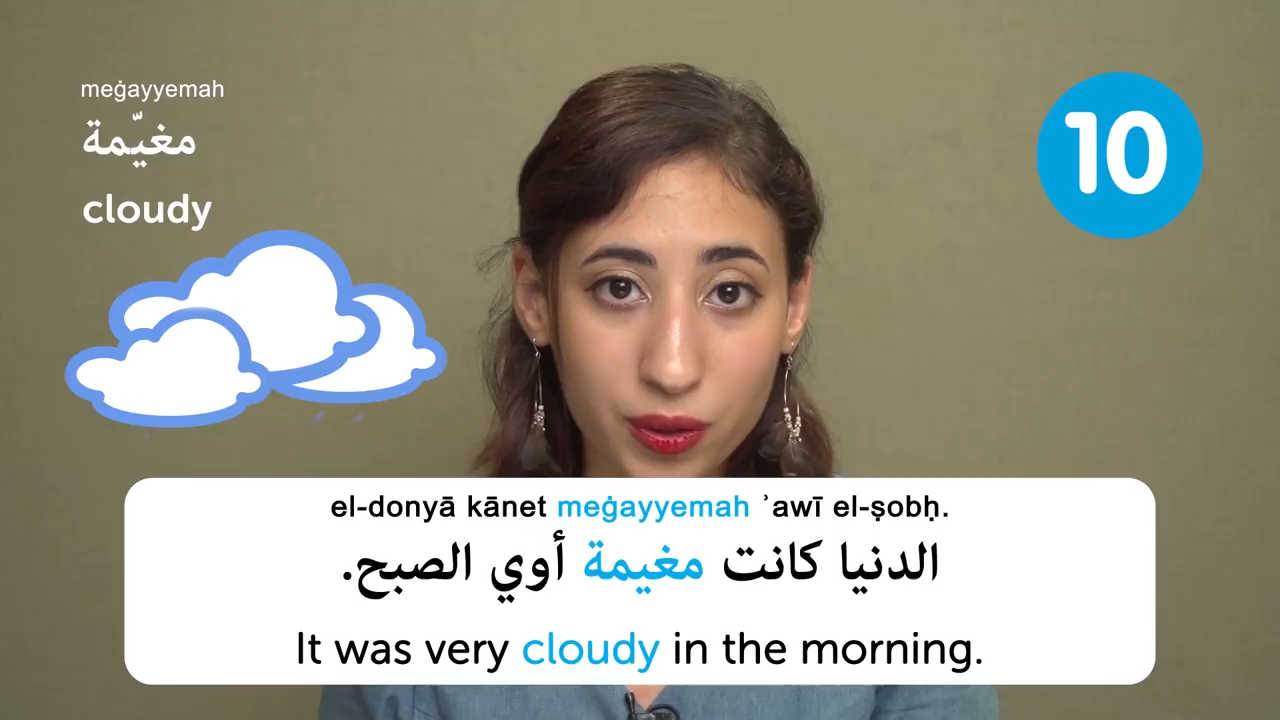 meġayyemah
مغيّمة
cloudy
10
el-donyā kānet meġayyemah ʾawī el-ṣobḥ.
الدنيا كانت مغيمة أوي الصبح.
It was very cloudy in the morning.